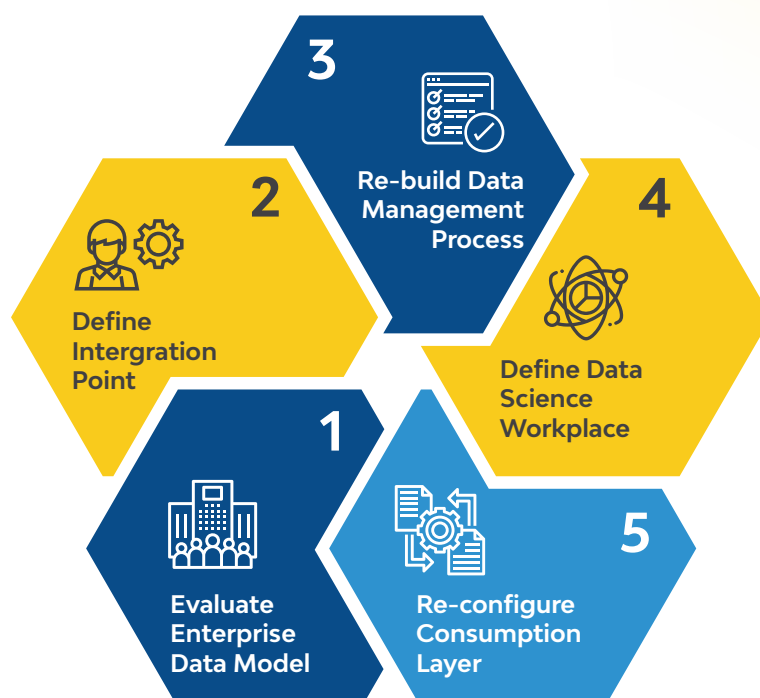 1
Evaluate
Enterprise
Data Model
2
Define
Intergration
Point
3
Re-build Data
Management
Process
4
Define Data
Science
Workplace
5
Re-configure
Consumption
Layer